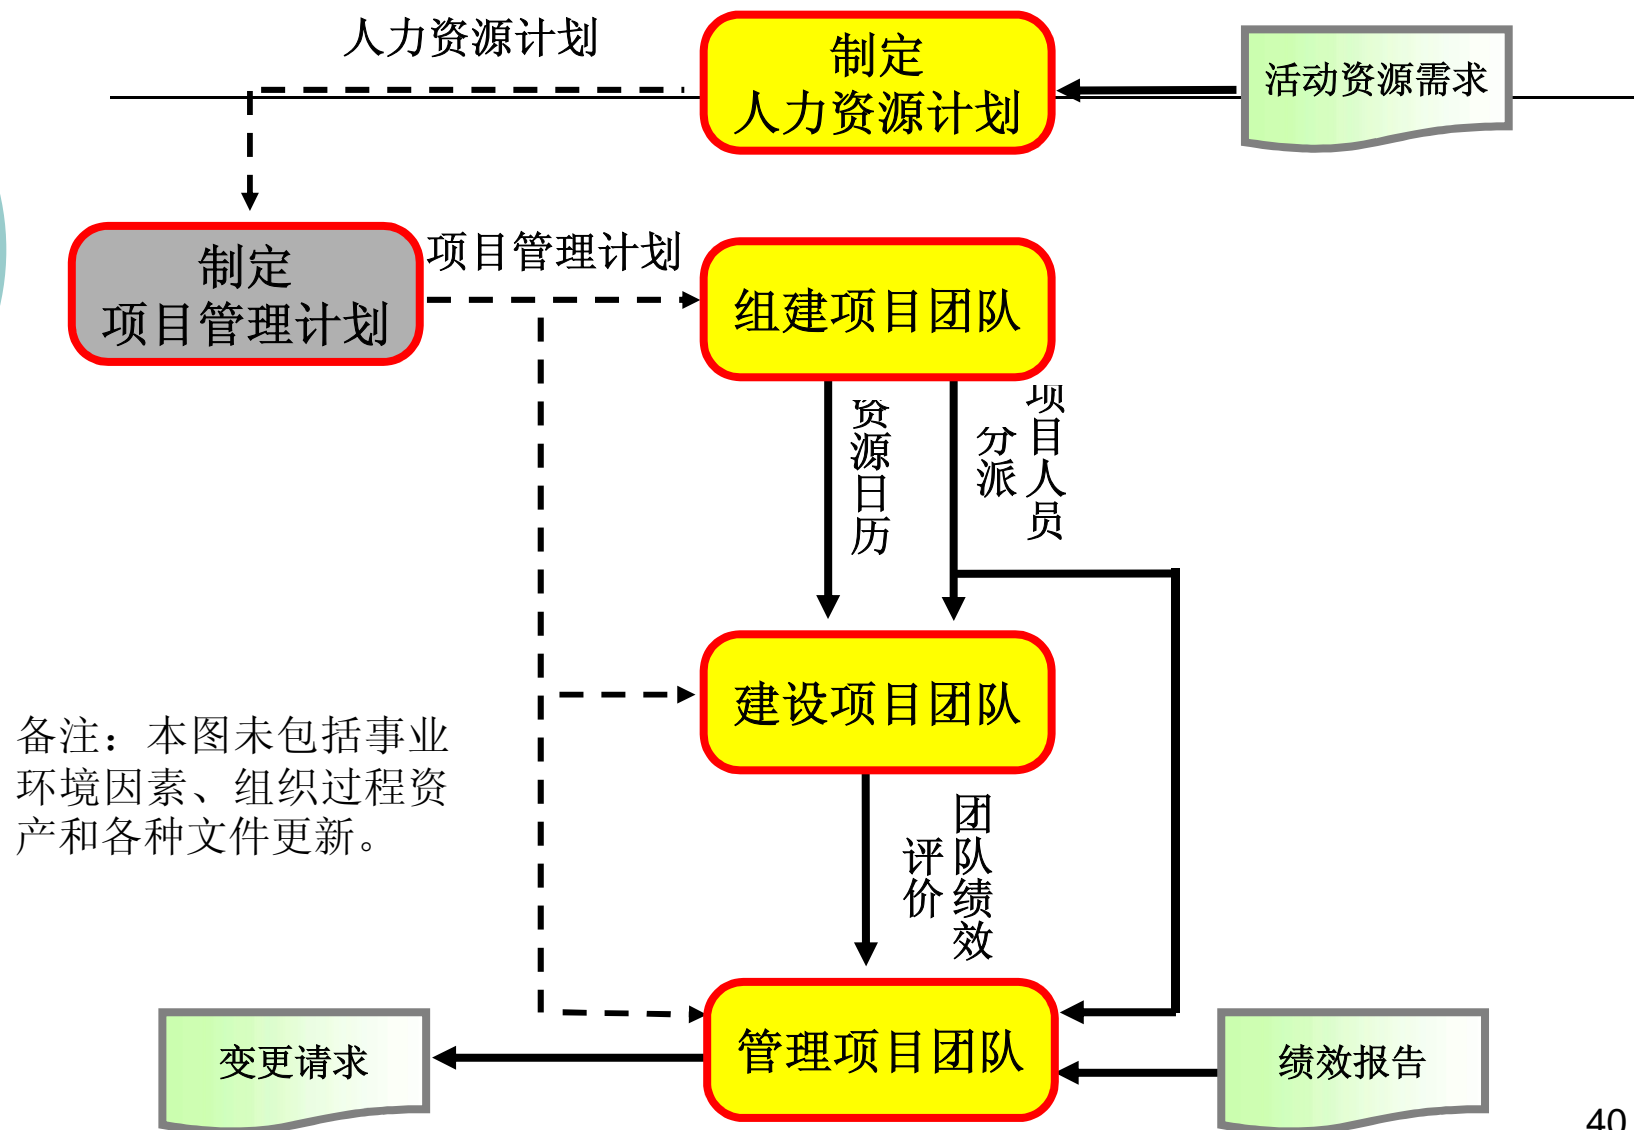 人力资源计划
制定
人力资源计划
活动资源需求
制定
项目管理计划
项目管理计划
组建项目团队
资源日历
项目人员
分派
建设项目团队
备注：本图未包括事业
环境因素、组织过程资
产和各种文件更新。
团队绩效
评价
管理项目团队
变更请求
绩效报告
40